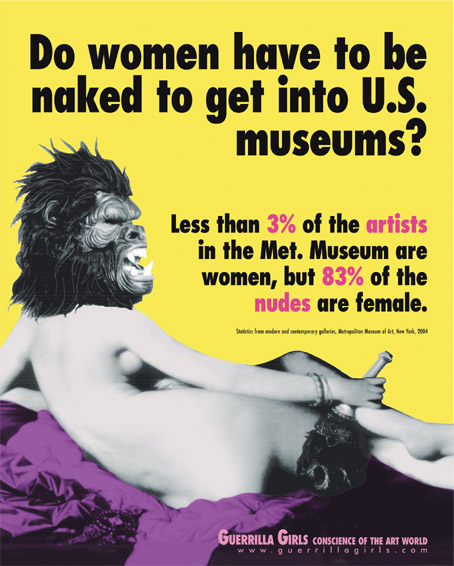 Do women have to be
naked to get into U.S.
museums?
Less than 3% of the artists
in the Met. Museum are
women, but 83% of the
nudes are female.
Statistics from modern and contemporary galleries, Metropolitan Museum of Art, New York, 2004
GUERRILLA GIRLS CONSCIENCE OF THE ART WORLD
www.guerrillagirls.com